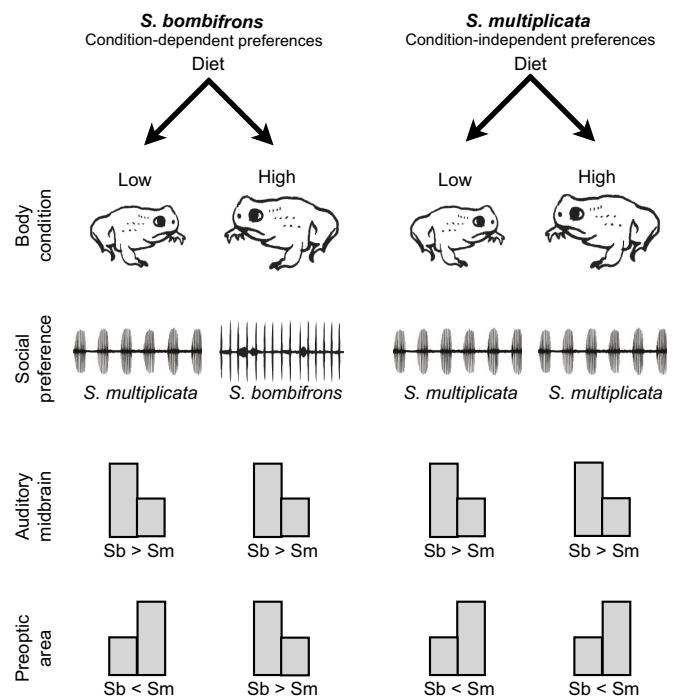 S. bombifrons
Condition-dependent preferences
Diet
S. multiplicata
Condition-independent preferences
Diet
Body
condition
Low
High
Low
High
Social
preference
S. multiplicata
S. bombifrons
S. multiplicata
S. multiplicata
Auditory
midbrain
Sb > Sm
Sb > Sm
Sb > Sm
Sb > Sm
Preoptic
area
Sb < Sm
Sb > Sm
Sb < Sm
Sb < Sm